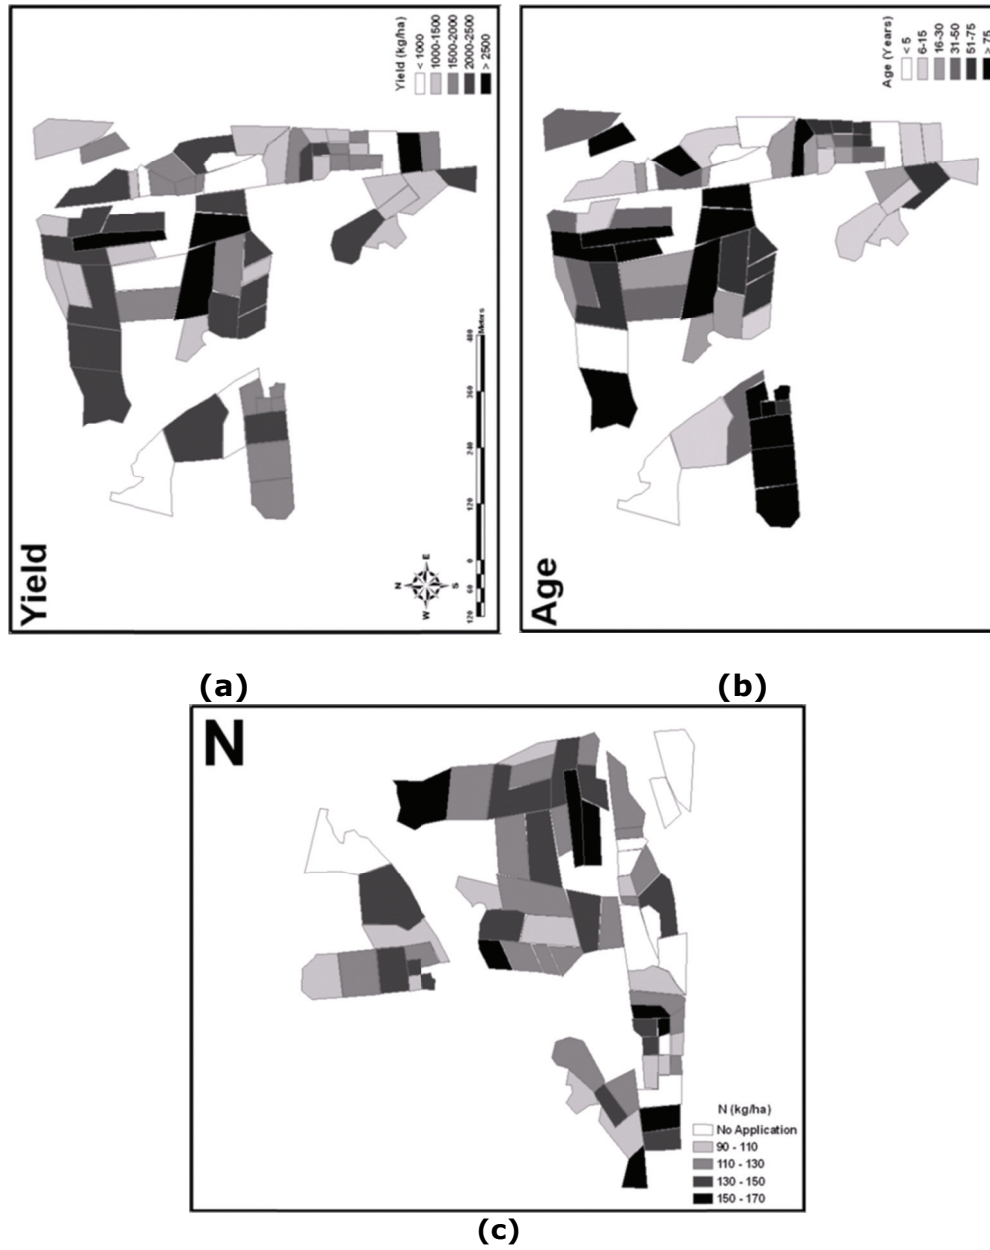 Yield
Yield (kg/ha)
< 1000
1000-1500
1500-2000
2000-2500
> 2500
N
W
E
S
120
60
0
120
240
360
480
Meters
(a)
Age
Age (Years)
< 5
6-15
16-30
31-50
51-75
> 75
(b)
N
N (kg/ha)
No Application
90 - 110
110 - 130
130 - 150
150 - 170
(c)